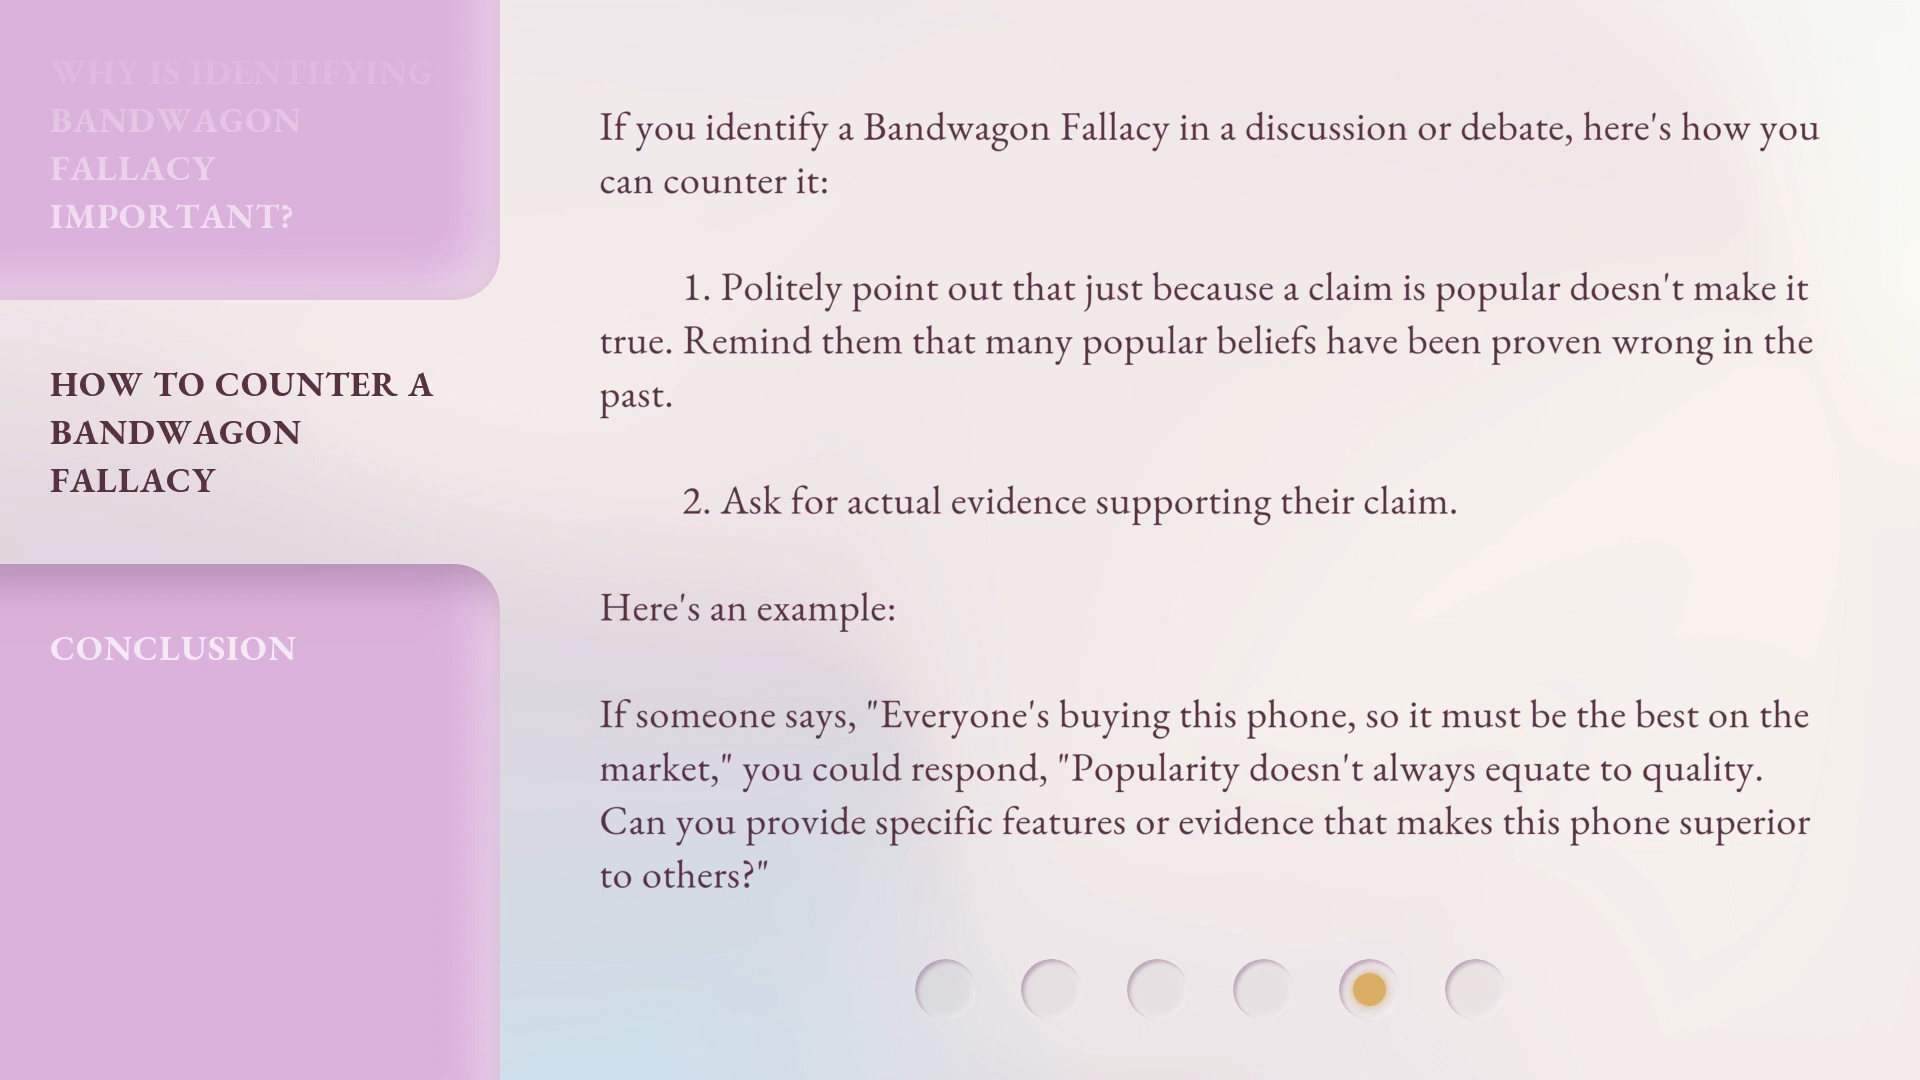 WHY IS IDENTIFYING
BANDWAGON
FALLACY
IMPORTANT?
HOW TO COUNTER A
BANDWAGON
FALLACY
CONCLUSION
If you identify a Bandwagon Fallacy in a discussion or debate, here's how you
can counter it:
1. Politely point out that just because a claim is popular doesn't make it
true. Remind them that many popular beliefs have been proven wrong in the
past.
2. Ask for actual evidence supporting their claim.
Here's an example:
If someone says, "Everyone's buying this phone, so it must be the best on the
market," you could respond, "Popularity doesn't always equate to quality.
Can you provide specific features or evidence that makes this phone superior
to others?"